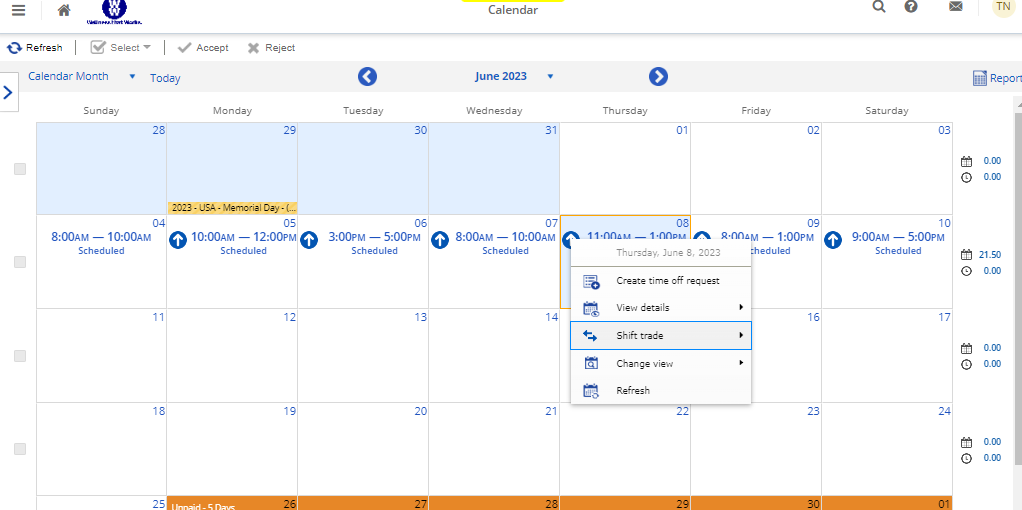 Wellness that Works.
Calendar
TN
Refresh Select Accept Reject
Calendar Month Today June 2023 Report
Sunday Monday Tuesday Wednesday Thursday Friday Saturday
28 29 30 31 01 02 03
0.00
0.00
2023 - USA - Memorial Day - (...
04 05 06 07 08 09 10
8:00AM — 10:00AM 10:00AM — 12:00PM 3:00PM — 5:00PM 8:00AM — 10:00AM 11:00AM — 1:00PM 8:00AM — 1:00PM 9:00AM — 5:00PM
Scheduled Scheduled Scheduled Scheduled cheduled Scheduled
21.50
0.00
Thursday, June 8, 2023
Create time off request
View details
Shift trade
Change view
Refresh
11 12 13 14 16 17
0.00
0.00
18 19 20 21 22 23 24
0.00
0.00
25 26 27 28 29 30 01
Unpaid - 5 Days